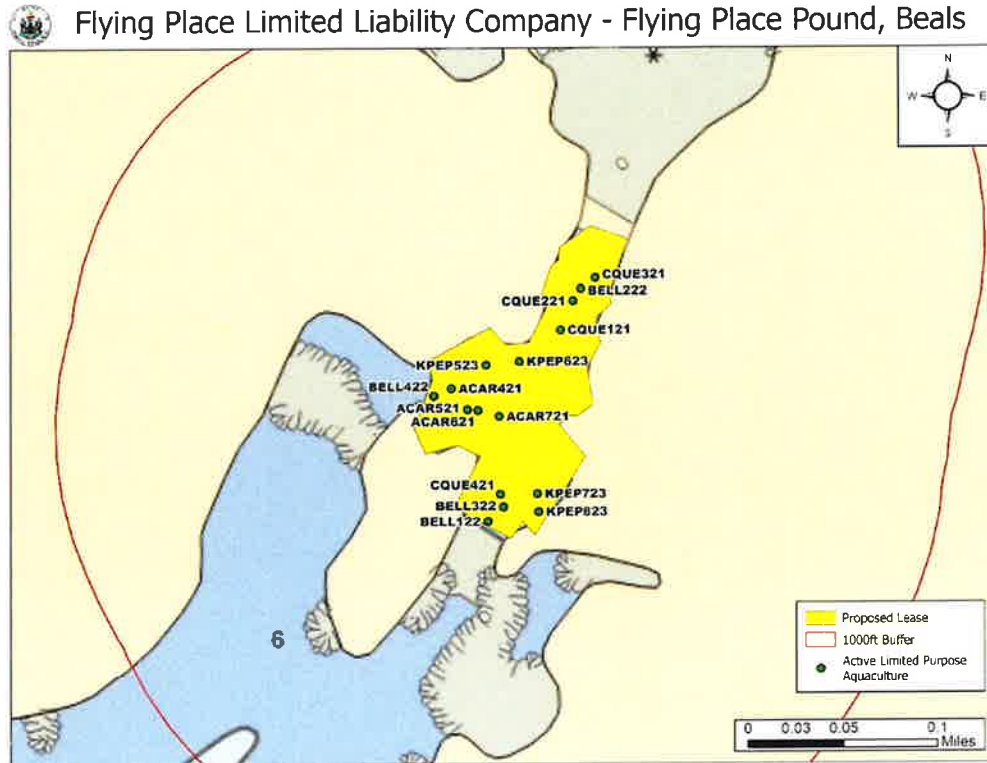 Flying Place Limited Liability Company - Flying Place Pound, Beals
N
W
E
S
CQUE321
BELL222
CQUE221
CQUE121
KPEP523
KPEP623
BELL422
ACAR421
ACAR521
ACAR621
ACAR721
CQUE421
KPEP723
BELL322
KPEP823
BELL122
6
Proposed Lease
1000ft Buffer
Active Limited Purpose
Aquaculture
0 0.03 0.05 0.1
Miles